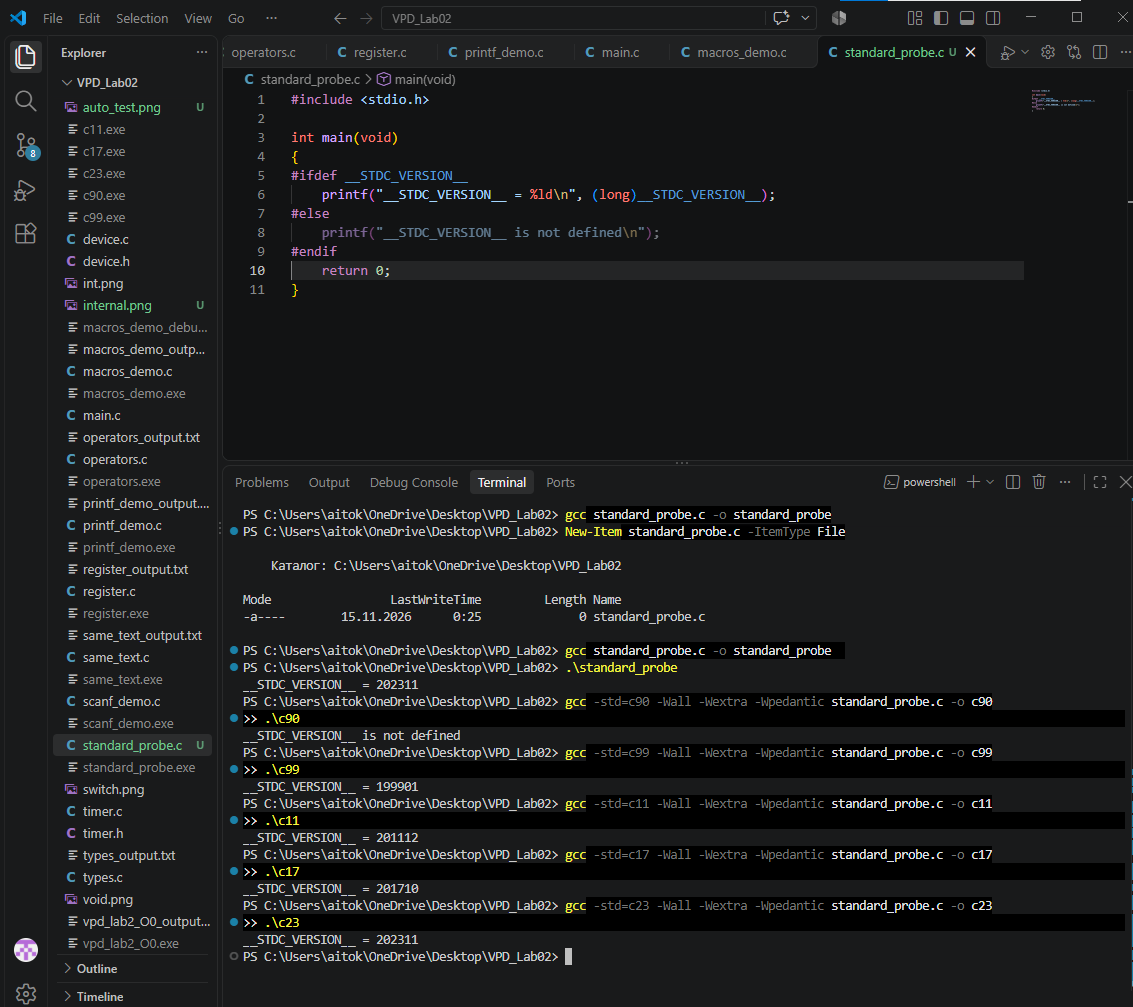 File Edit Selection View Go ··· VPD_Lab02
Explorer ···
VPD_Lab02
auto_test.png U
c11.exe
c17.exe
c23.exe
c90.exe
c99.exe
device.c
device.h
int.png
internal.png U
macros_demo_debu...
macros_demo_outp...
macros_demo.c
macros_demo.exe
main.c
operators_output.txt
operators.c
operators.exe
printf_demo_output....
printf_demo.c
printf_demo.exe
register_output.txt
register.c
register.exe
same_text_output.txt
same_text.c
same_text.exe
scanf_demo.c
scanf_demo.exe
standard_probe.c U
standard_probe.exe
switch.png
timer.c
timer.h
types_output.txt
types.c
void.png
vpd_lab2_O0_output...
vpd_lab2_O0.exe
Outline
Timeline
8
operators.c C register.c C printf_demo.c C main.c C macros_demo.c C standard_probe.c U
C standard_probe.c > main(void)
1 #include <stdio.h>
2
3 int main(void)
4 {
5 #ifdef __STDC_VERSION__
6 printf("__STDC_VERSION__ = %ld\n", (long)__STDC_VERSION__);
7 #else
8 printf("__STDC_VERSION__ is not defined\n");
9 #endif
10 return 0;
11 }
Problems Output Debug Console Terminal Ports powershell
PS C:\Users\aitok\OneDrive\Desktop\VPD_Lab02> gcc standard_probe.c -o standard_probe
PS C:\Users\aitok\OneDrive\Desktop\VPD_Lab02> New-Item standard_probe.c -ItemType File
Каталог: C:\Users\aitok\OneDrive\Desktop\VPD_Lab02
Mode LastWriteTime Length Name
-a---- 15.11.2026 0:25 0 standard_probe.c
PS C:\Users\aitok\OneDrive\Desktop\VPD_Lab02> gcc standard_probe.c -o standard_probe
PS C:\Users\aitok\OneDrive\Desktop\VPD_Lab02> .\standard_probe
__STDC_VERSION__ = 202311
PS C:\Users\aitok\OneDrive\Desktop\VPD_Lab02> gcc -std=c90 -Wall -Wextra -Wpedantic standard_probe.c -o c90
>> .\c90
__STDC_VERSION__ is not defined
PS C:\Users\aitok\OneDrive\Desktop\VPD_Lab02> gcc -std=c99 -Wall -Wextra -Wpedantic standard_probe.c -o c99
>> .\c99
__STDC_VERSION__ = 199901
PS C:\Users\aitok\OneDrive\Desktop\VPD_Lab02> gcc -std=c11 -Wall -Wextra -Wpedantic standard_probe.c -o c11
>> .\c11
__STDC_VERSION__ = 201112
PS C:\Users\aitok\OneDrive\Desktop\VPD_Lab02> gcc -std=c17 -Wall -Wextra -Wpedantic standard_probe.c -o c17
>> .\c17
__STDC_VERSION__ = 201710
PS C:\Users\aitok\OneDrive\Desktop\VPD_Lab02> gcc -std=c23 -Wall -Wextra -Wpedantic standard_probe.c -o c23
>> .\c23
__STDC_VERSION__ = 202311
PS C:\Users\aitok\OneDrive\Desktop\VPD_Lab02>